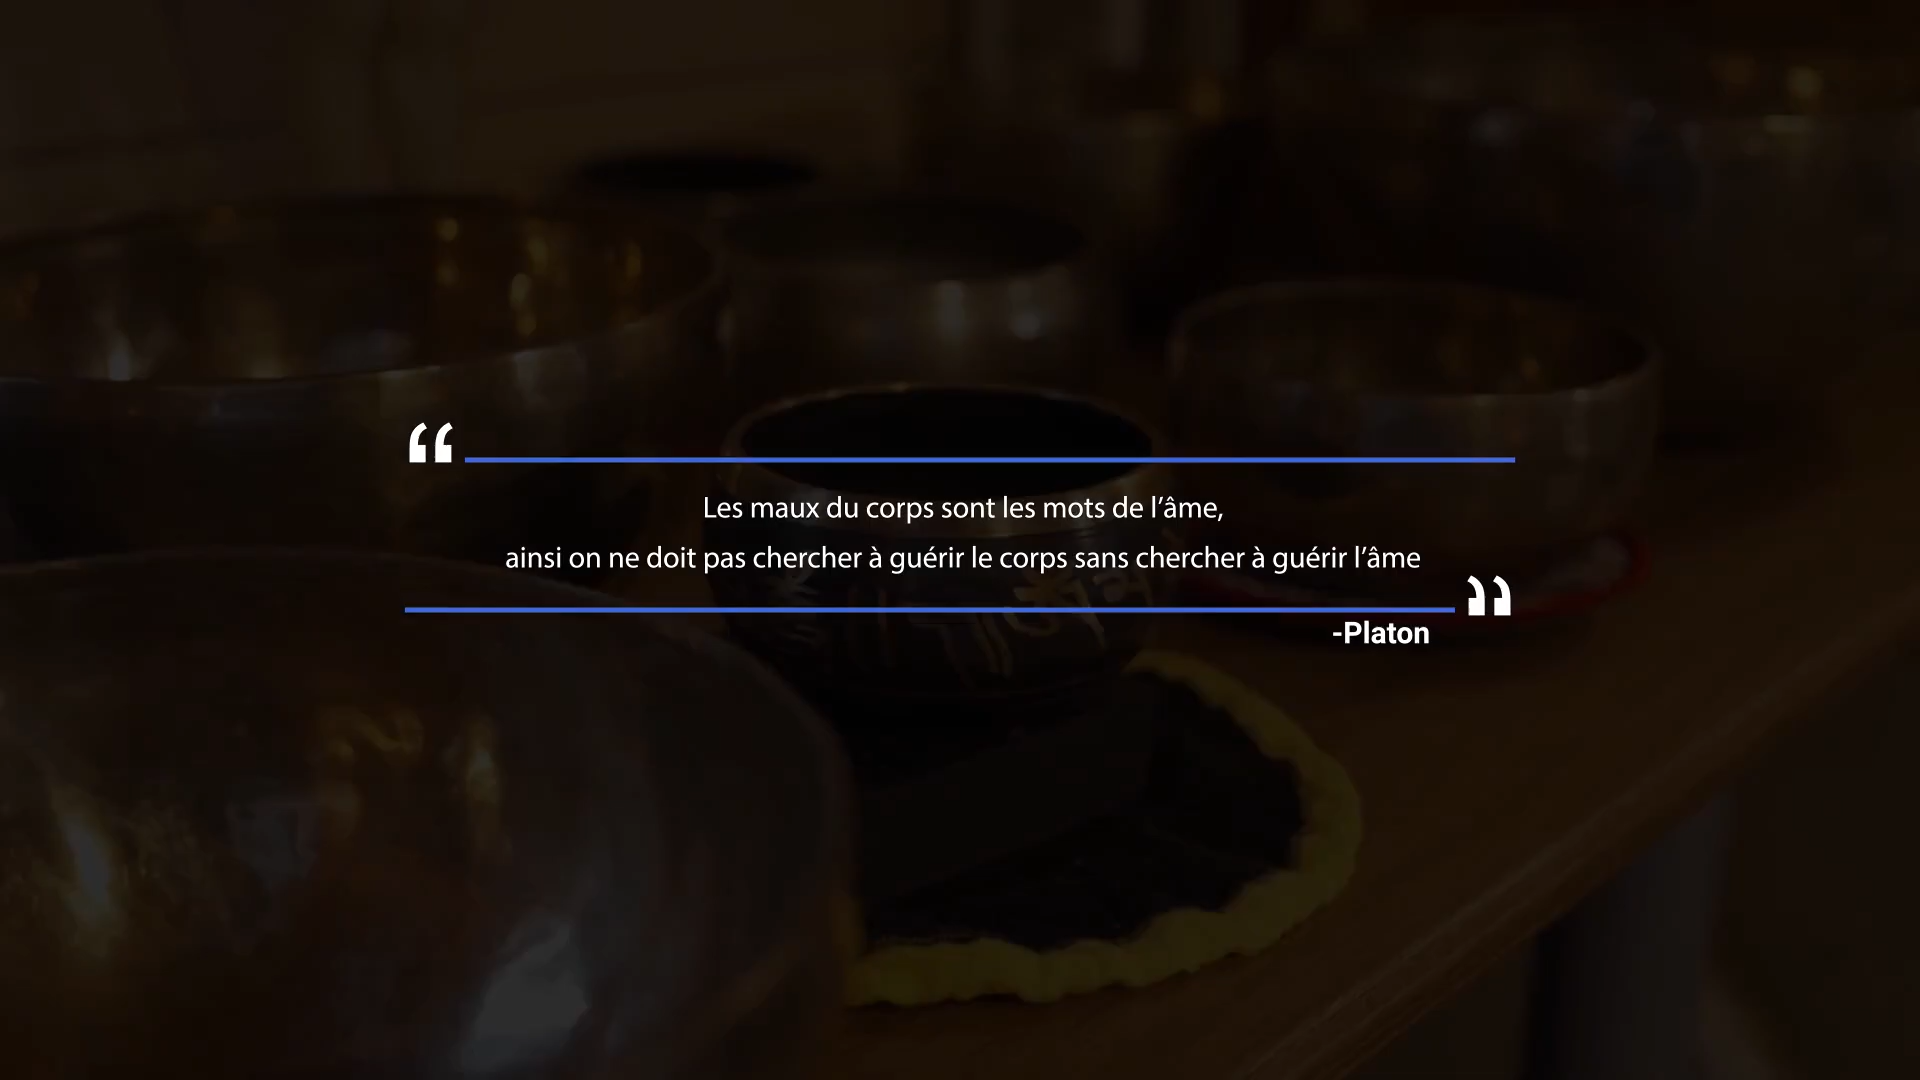 “
Les maux du corps sont les mots de l’âme,
ainsi on ne doit pas chercher à guérir le corps sans chercher à guérir l’âme
”
-Platon